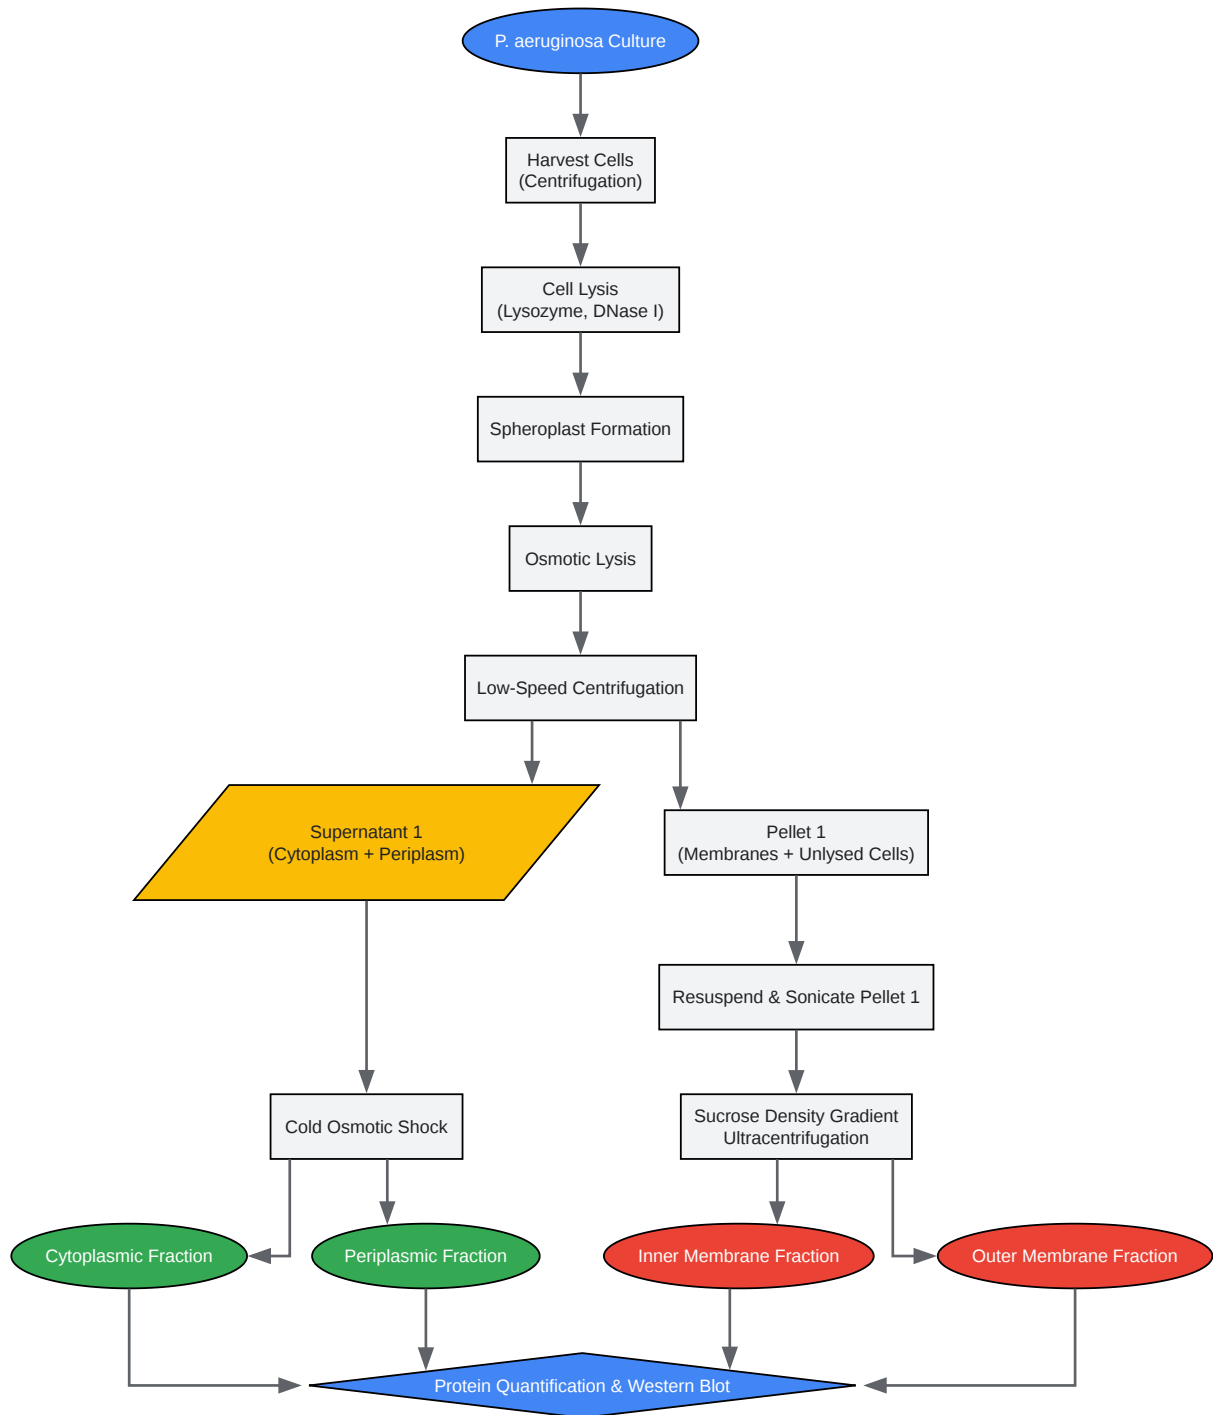 P. aeruginosa Culture
Harvest Cells
(Centrifugation)
Cell Lysis
(Lysozyme, DNase I)
Spheroplast Formation
Osmotic Lysis
Low-Speed Centrifugation
Supernatant 1
(Cytoplasm + Periplasm)
Pellet 1
(Membranes + Unlysed Cells)
Resuspend & Sonicate Pellet 1
Cold Osmotic Shock
Sucrose Density Gradient
Ultracentrifugation
Cytoplasmic Fraction
Periplasmic Fraction
Inner Membrane Fraction
Outer Membrane Fraction
Protein Quantification & Western Blot